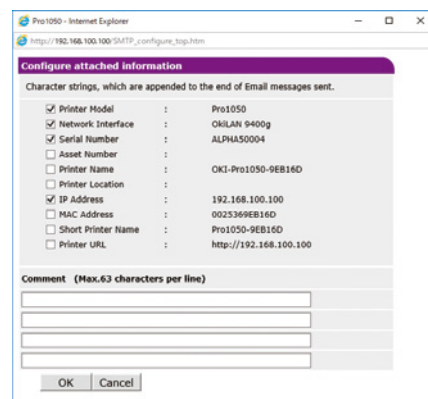 Pro1050 - Internet Explorer
http://192.168.100.100/SMTP_configure_top.htm
Configure attached information
Character strings, which are appended to the end of Email messages sent.
Printer Model : Pro1050
Network Interface : OkiLAN 9400g
Serial Number : ALPHA50004
Asset Number :
Printer Name : OKI-Pro1050-9EB16D
Printer Location :
IP Address : 192.168.100.100
MAC Address : 0025369EB16D
Short Printer Name : Pro1050-9EB16D
Printer URL : http://192.168.100.100
Comment (Max.63 characters per line)
OK Cancel